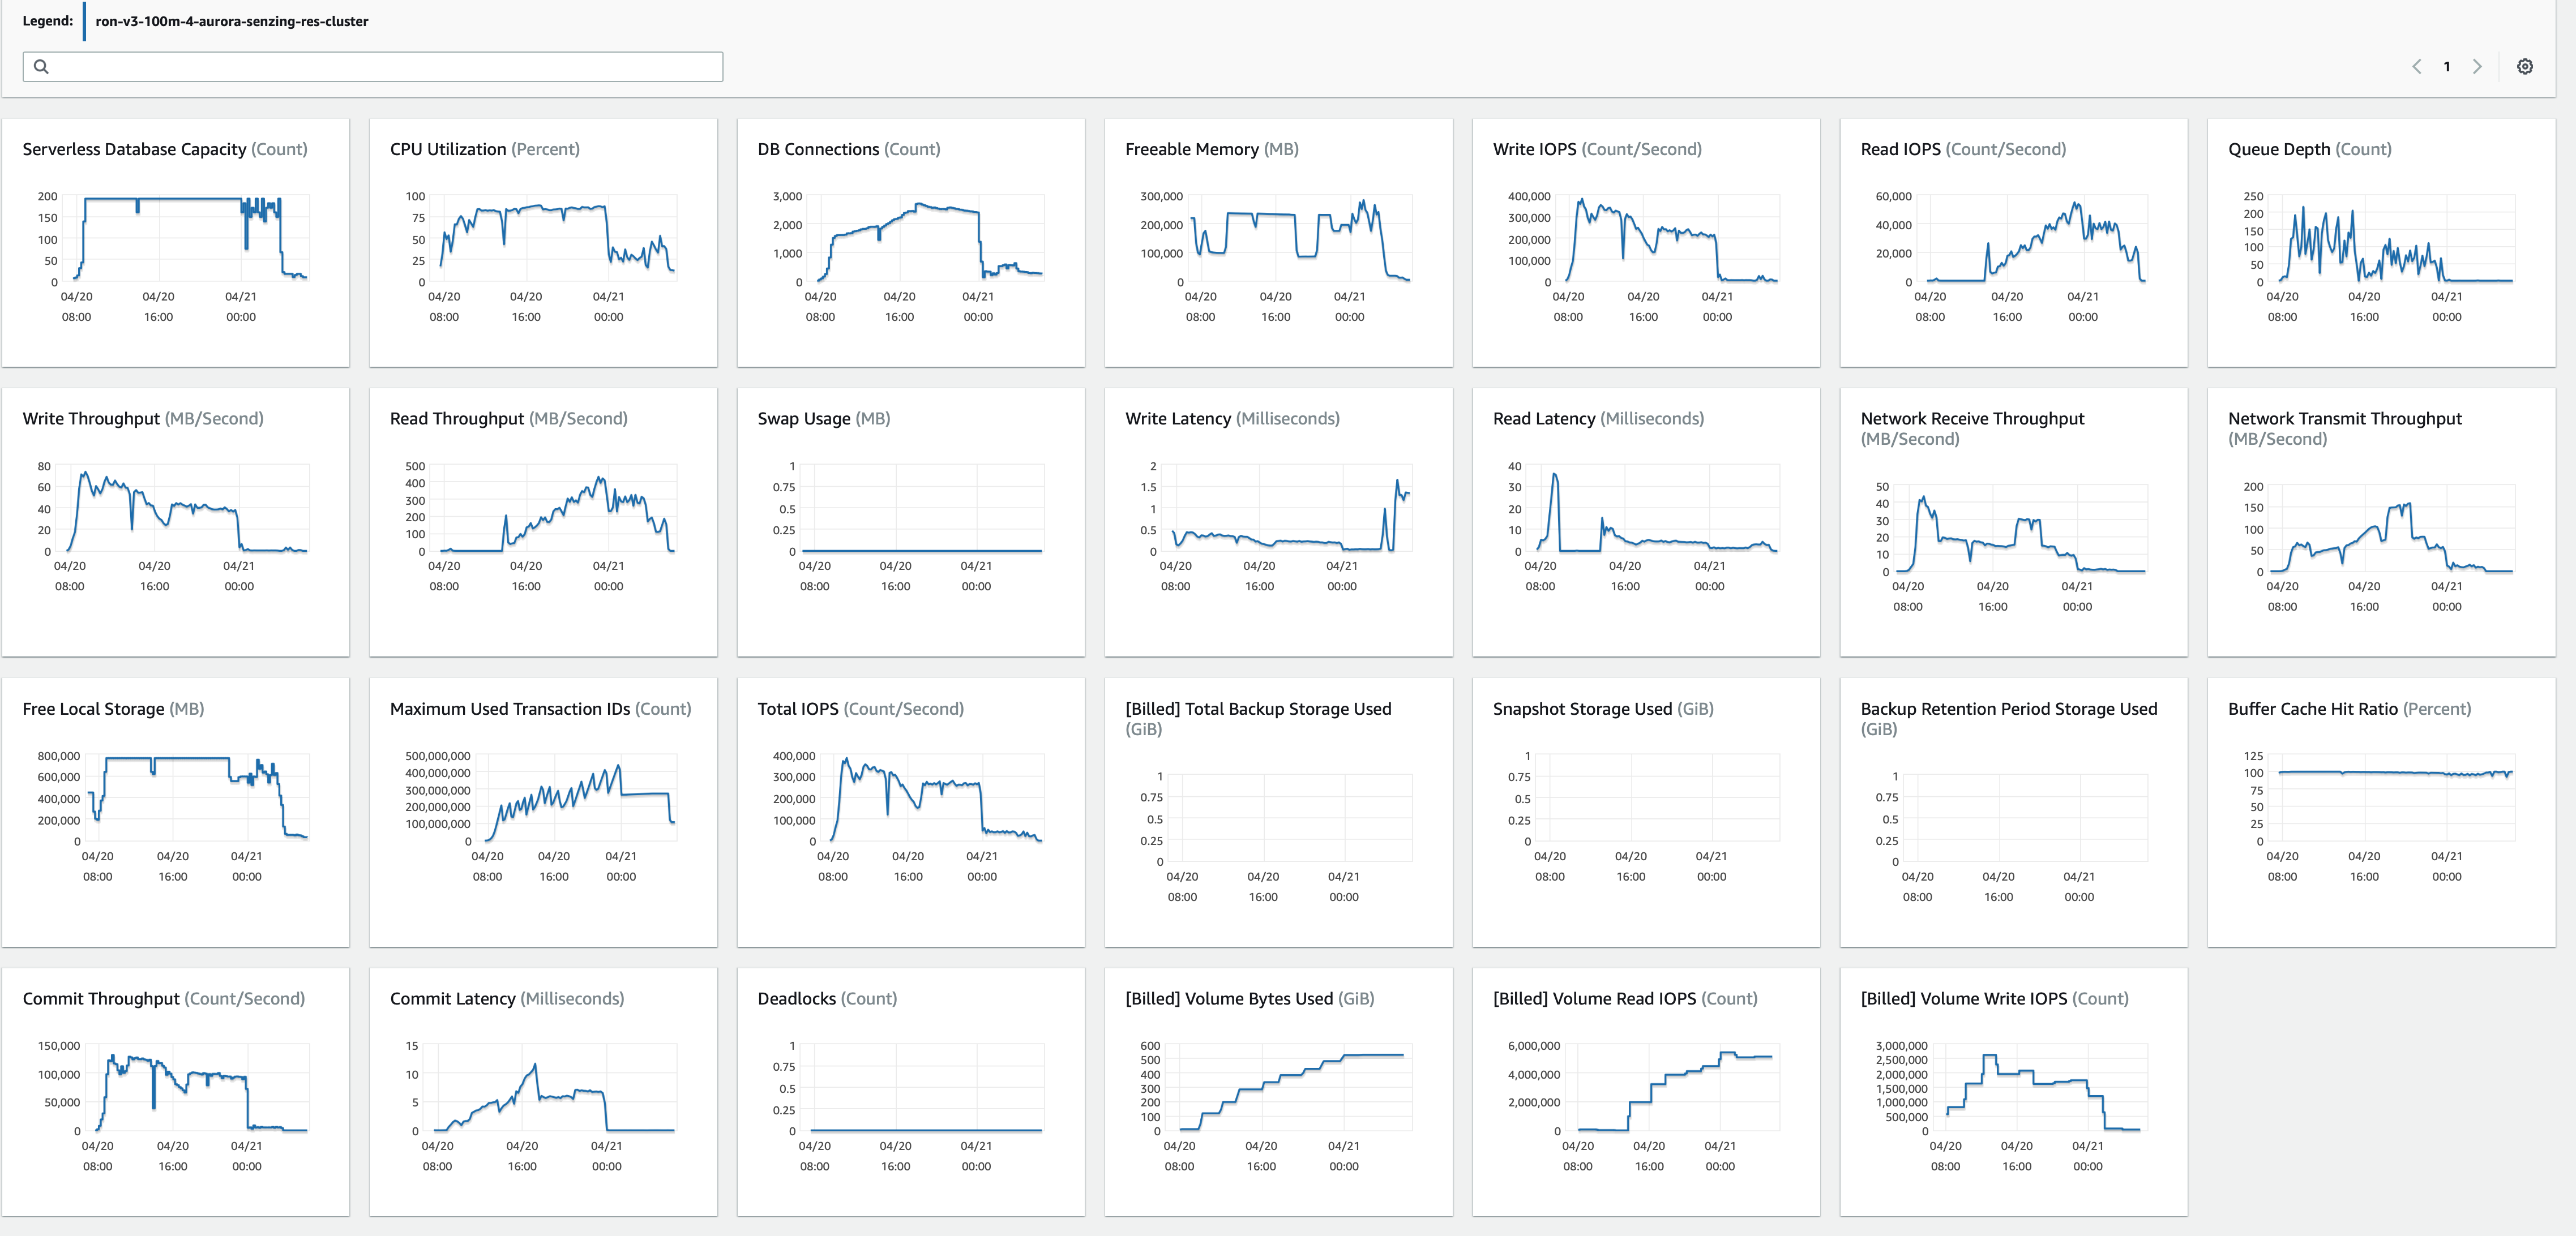 Legend: ron-v3-100m-4-aurora-senzing-res-cluster
1
Serverless Database Capacity (Count)
200
150
100
50
0
04/20 04/20 04/21
08:00 16:00 00:00
CPU Utilization (Percent)
100
75
50
25
0
04/20 04/20 04/21
08:00 16:00 00:00
DB Connections (Count)
3,000
2,000
1,000
0
04/20 04/20 04/21
08:00 16:00 00:00
Freeable Memory (MB)
300,000
200,000
100,000
0
04/20 04/20 04/21
08:00 16:00 00:00
Write IOPS (Count/Second)
400,000
300,000
200,000
100,000
0
04/20 04/20 04/21
08:00 16:00 00:00
Read IOPS (Count/Second)
60,000
40,000
20,000
0
04/20 04/20 04/21
08:00 16:00 00:00
Queue Depth (Count)
250
200
150
100
50
0
04/20 04/20 04/21
08:00 16:00 00:00
Write Throughput (MB/Second)
80
60
40
20
0
04/20 04/20 04/21
08:00 16:00 00:00
Read Throughput (MB/Second)
500
400
300
200
100
0
04/20 04/20 04/21
08:00 16:00 00:00
Swap Usage (MB)
1
0.75
0.5
0.25
0
04/20 04/20 04/21
08:00 16:00 00:00
Write Latency (Milliseconds)
2
1.5
1
0.5
0
04/20 04/20 04/21
08:00 16:00 00:00
Read Latency (Milliseconds)
40
30
20
10
0
04/20 04/20 04/21
08:00 16:00 00:00
Network Receive Throughput
(MB/Second)
50
40
30
20
10
0
04/20 04/20 04/21
08:00 16:00 00:00
Network Transmit Throughput
(MB/Second)
200
150
100
50
0
04/20 04/20 04/21
08:00 16:00 00:00
Free Local Storage (MB)
800,000
600,000
400,000
200,000
0
04/20 04/20 04/21
08:00 16:00 00:00
Maximum Used Transaction IDs (Count)
500,000,000
400,000,000
300,000,000
200,000,000
100,000,000
0
04/20 04/20 04/21
08:00 16:00 00:00
Total IOPS (Count/Second)
400,000
300,000
200,000
100,000
0
04/20 04/20 04/21
08:00 16:00 00:00
[Billed] Total Backup Storage Used
(GiB)
1
0.75
0.5
0.25
0
04/20 04/20 04/21
08:00 16:00 00:00
Snapshot Storage Used (GiB)
1
0.75
0.5
0.25
0
04/20 04/20 04/21
08:00 16:00 00:00
Backup Retention Period Storage Used
(GiB)
1
0.75
0.5
0.25
0
04/20 04/20 04/21
08:00 16:00 00:00
Buffer Cache Hit Ratio (Percent)
125
100
75
50
25
0
04/20 04/20 04/21
08:00 16:00 00:00
Commit Throughput (Count/Second)
150,000
100,000
50,000
0
04/20 04/20 04/21
08:00 16:00 00:00
Commit Latency (Milliseconds)
15
10
5
0
04/20 04/20 04/21
08:00 16:00 00:00
Deadlocks (Count)
1
0.75
0.5
0.25
0
04/20 04/20 04/21
08:00 16:00 00:00
[Billed] Volume Bytes Used (GiB)
600
500
400
300
200
100
0
04/20 04/20 04/21
08:00 16:00 00:00
[Billed] Volume Read IOPS (Count)
6,000,000
4,000,000
2,000,000
0
04/20 04/20 04/21
08:00 16:00 00:00
[Billed] Volume Write IOPS (Count)
3,000,000
2,500,000
2,000,000
1,500,000
1,000,000
500,000
0
04/20 04/20 04/21
08:00 16:00 00:00